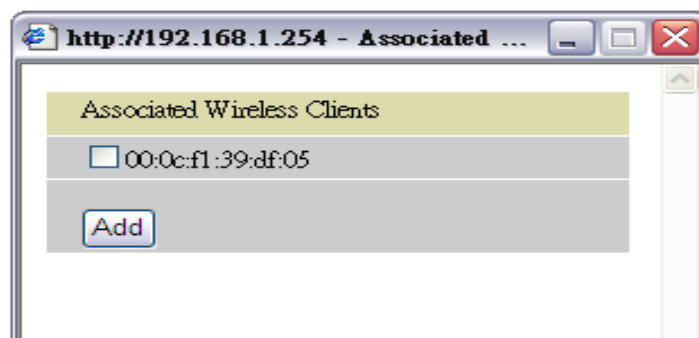 http://192.168.1.254 - Associated ...
Associated Wireless Clients
00:0c:f1:39:df:05
Add